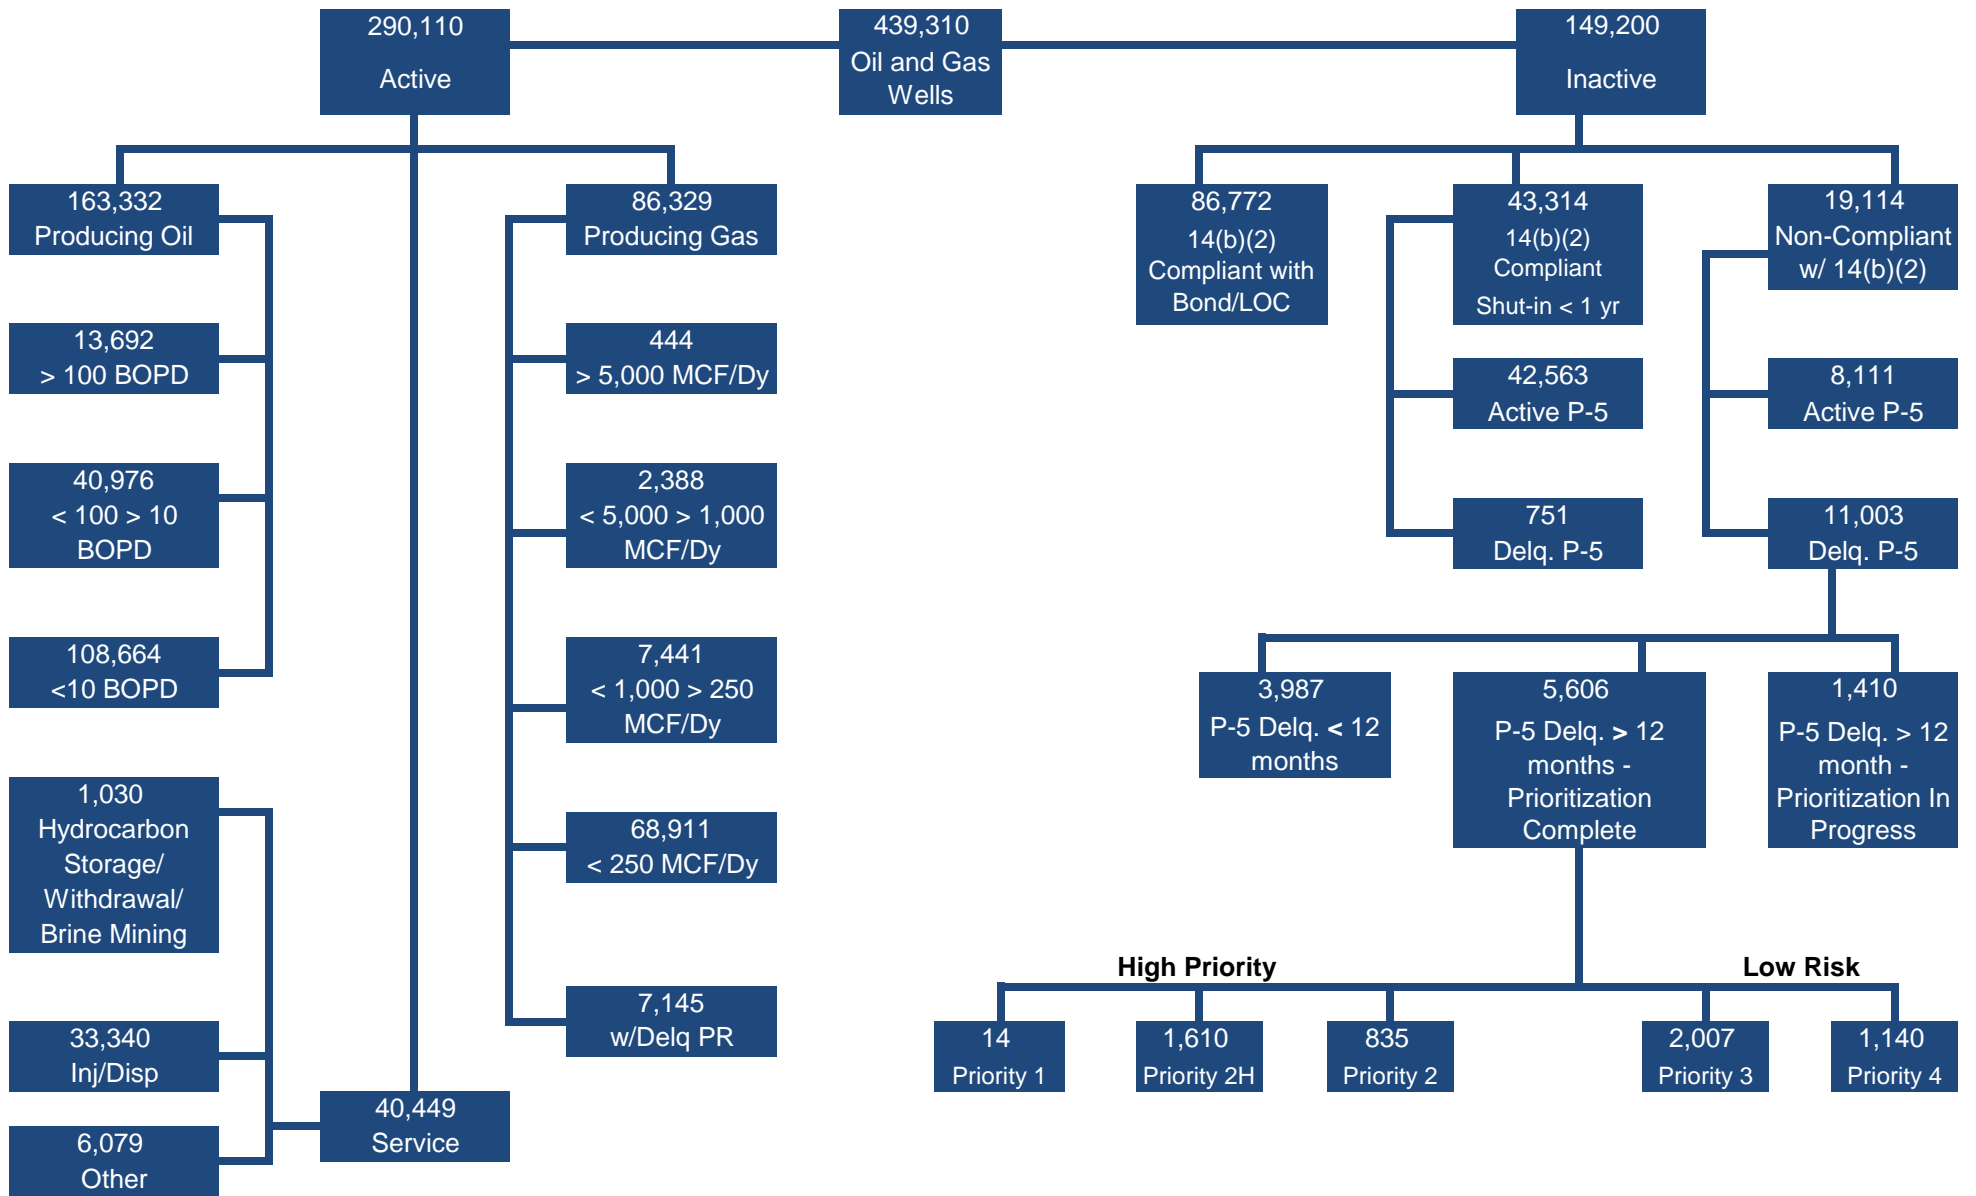 290,110
Active
439,310
Oil and Gas
Wells
149,200
Inactive
163,332
Producing Oil
13,692
> 100 BOPD
40,976
< 100 > 10
BOPD
108,664
<10 BOPD
1,030
Hydrocarbon
Storage/
Withdrawal/
Brine Mining
33,340
Inj/Disp
6,079
Other
40,449
Service
86,329
Producing Gas
444
> 5,000 MCF/Dy
2,388
< 5,000 > 1,000
MCF/Dy
7,441
< 1,000 > 250
MCF/Dy
68,911
< 250 MCF/Dy
7,145
w/Delq PR
86,772
14(b)(2)
Compliant with
Bond/LOC
43,314
14(b)(2)
Compliant
Shut-in < 1 yr
42,563
Active P-5
751
Delq. P-5
19,114
Non-Compliant
w/ 14(b)(2)
8,111
Active P-5
11,003
Delq. P-5
3,987
P-5 Delq. < 12
months
5,606
P-5 Delq. > 12
months -
Prioritization
Complete
1,410
P-5 Delq. > 12
month -
Prioritization In
Progress
High Priority
Low Risk
14
Priority 1
1,610
Priority 2H
835
Priority 2
2,007
Priority 3
1,140
Priority 4